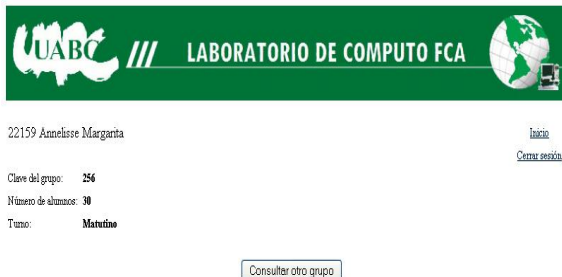 UABC /// LABORATORIO DE COMPUTO FCA
22159 Annelisse Margarita
Inicio
Cerrar sesión
Clave del grupo: 256
Número de alumnos: 30
Turno: Matutino
Consultar otro grupo